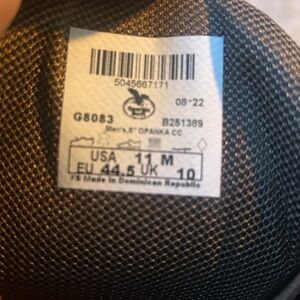 5045667171
08-22
G8083 B251389
Men's,8" OPANKA CC
USA 11 M
EU 44.5 UK 10
Made in Dominican Republic